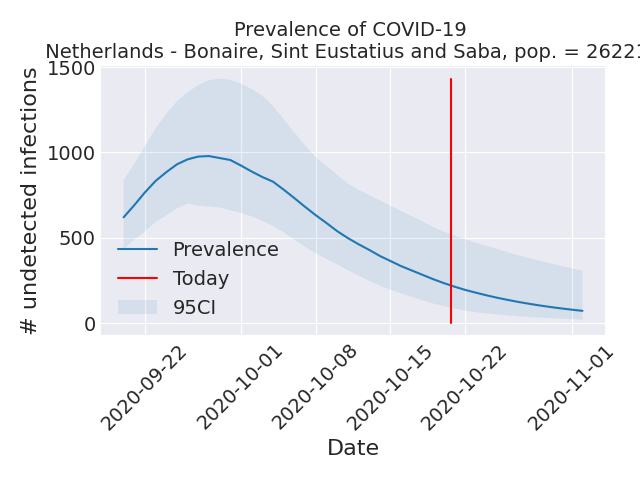 Prevalence of COVID-19
Netherlands - Bonaire, Sint Eustatius and Saba, pop. = 26221
# undetected infections
1500
1000
500
0
Prevalence
Today
95CI
2020-09-22
2020-10-01
2020-10-08
2020-10-15
2020-10-22
2020-11-01
Date